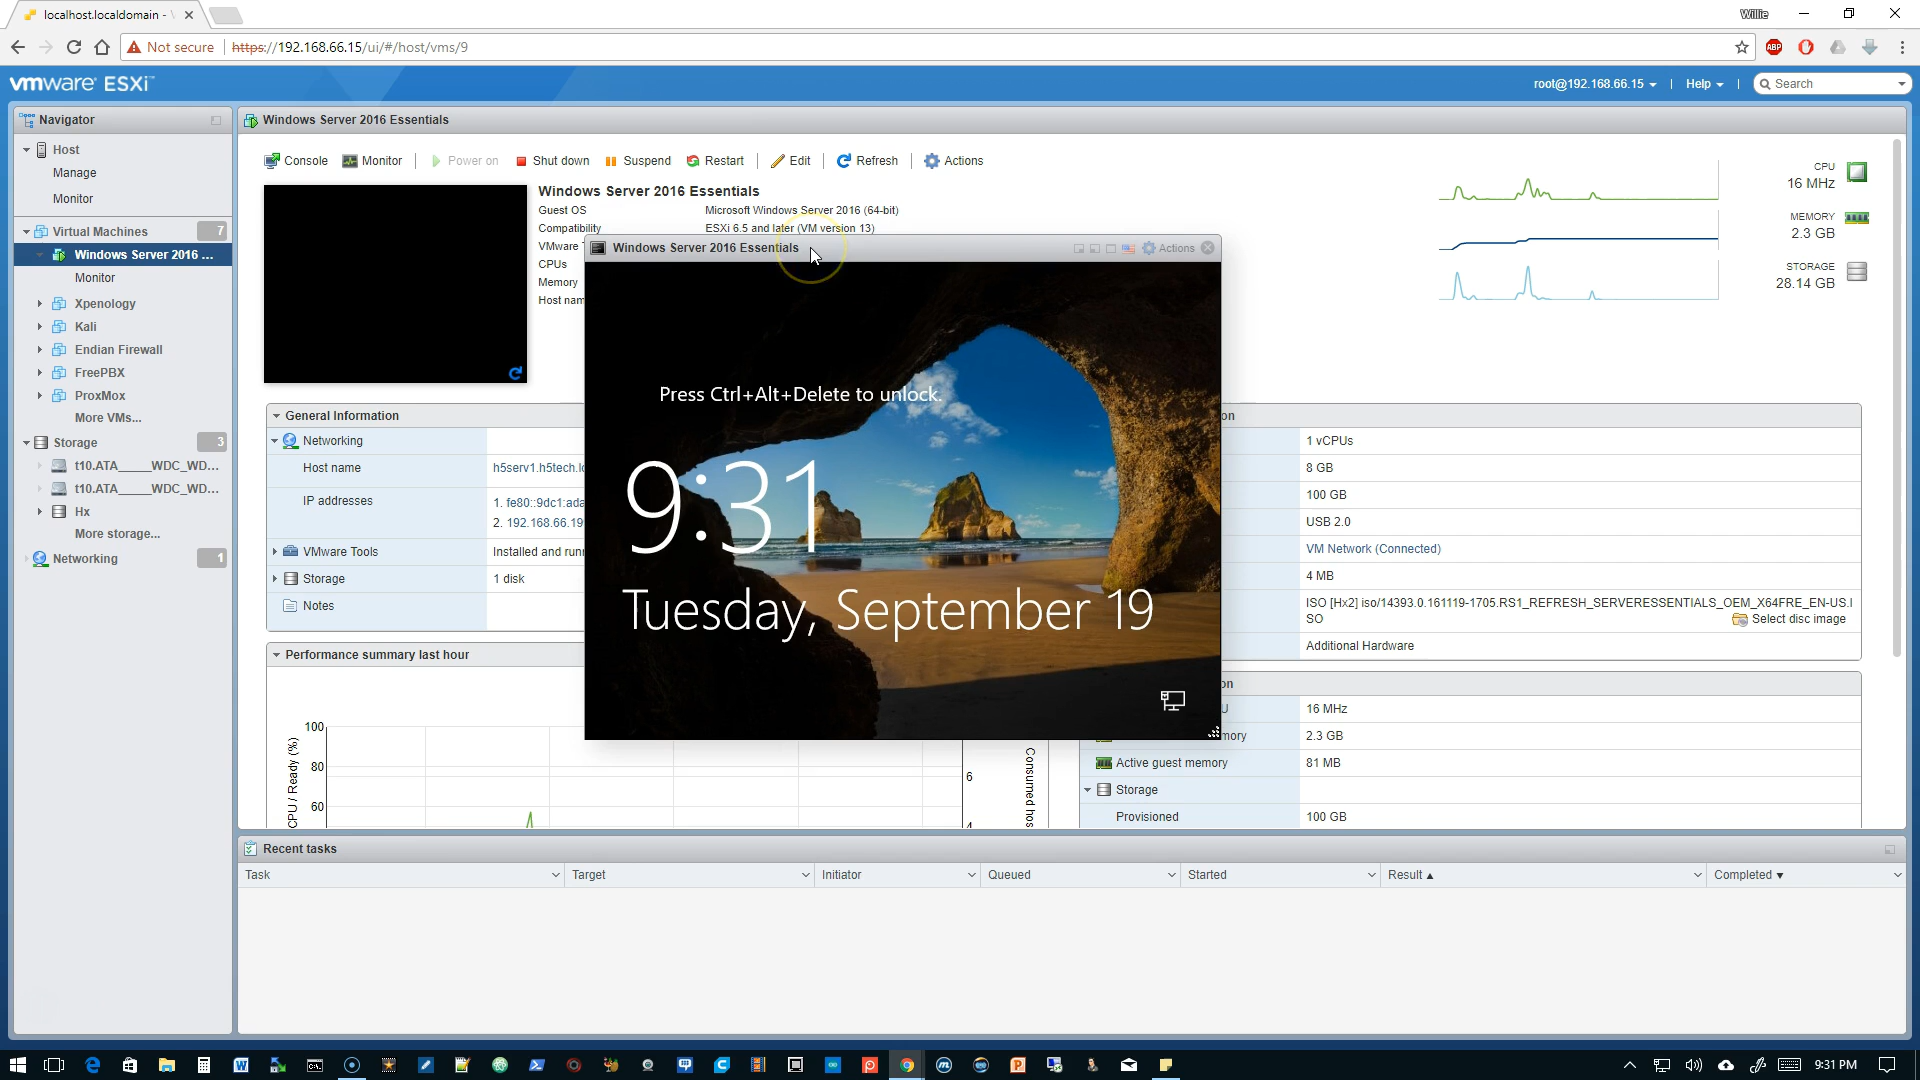 localhost.localdomain -
Willie
Not secure
https://192.168.66.15/ui/#/host/vms/9
ABP
vmware ESXi™
root@192.168.66.15
Help
Search
Navigator
Host
Manage
Monitor
Virtual Machines
7
Windows Server 2016 ...
Monitor
Xpenology
Kali
Endian Firewall
FreePBX
ProxMox
More VMs...
Storage
3
t10.ATA_____WDC_WD...
t10.ATA_____WDC_WD...
Hx
More storage...
Networking
1
Windows Server 2016 Essentials
Console
Monitor
Power on
Shut down
Suspend
Restart
Edit
Refresh
Actions
Windows Server 2016 Essentials
Guest OS
Microsoft Windows Server 2016 (64-bit)
Compatibility
ESXi 6.5 and later (VM version 13)
VMware
CPUs
Memory
Host nam
CPU
16 MHz
MEMORY
2.3 GB
STORAGE
28.14 GB
Windows Server 2016 Essentials
Actions
Press Ctrl+Alt+Delete to unlock.
9:31
Tuesday, September 19
General Information
Networking
Host name
h5serv1.h5tech.lo
IP addresses
1. fe80::9dc1:ada
2. 192.168.66.19
VMware Tools
Installed and runn
Storage
1 disk
Notes
Performance summary last hour
100
80
60
CPU / Ready (%)
6
4
Consumed hos
on
1 vCPUs
8 GB
100 GB
USB 2.0
VM Network (Connected)
4 MB
ISO [Hx2] iso/14393.0.161119-1705.RS1_REFRESH_SERVERESSENTIALS_OEM_X64FRE_EN-US.I
SO
Select disc image
Additional Hardware
on
U
16 MHz
mory
2.3 GB
Active guest memory
81 MB
Storage
Provisioned
100 GB
Recent tasks
Task
Target
Initiator
Queued
Started
Result
Completed
9:31 PM